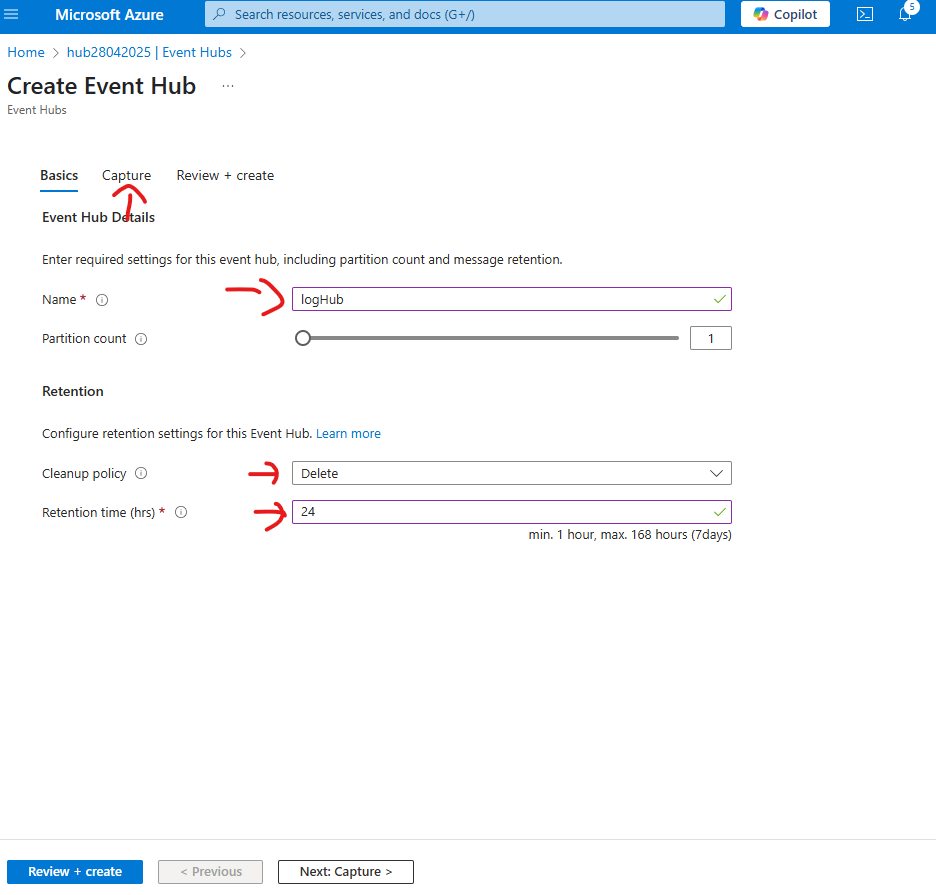 Microsoft Azure
Search resources, services, and docs (G+/)
Copilot
5
Home > hub28042025 | Event Hubs >
Create Event Hub ...
Event Hubs
Basics Capture Review + create
Event Hub Details
Enter required settings for this event hub, including partition count and message retention.
Name *
logHub
Partition count
1
Retention
Configure retention settings for this Event Hub. Learn more
Cleanup policy
Delete
Retention time (hrs) *
24
min. 1 hour, max. 168 hours (7days)
Review + create
< Previous
Next: Capture >